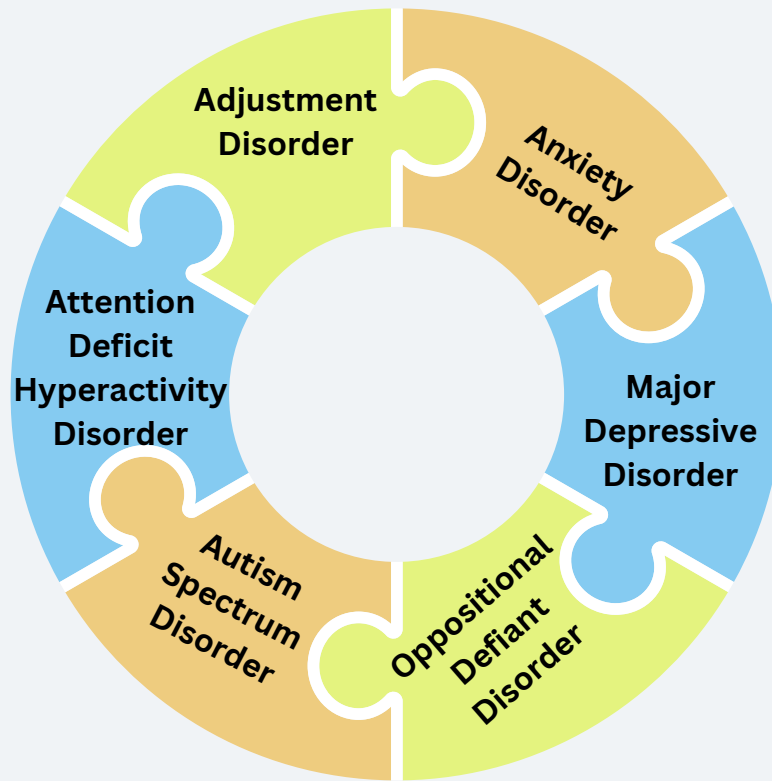 Adjustment
Disorder
Anxiety
Disorder
Major
Depressive
Disorder
Oppositional
Defiant
Disorder
Autism
Spectrum
Disorder
Attention
Deficit
Hyperactivity
Disorder